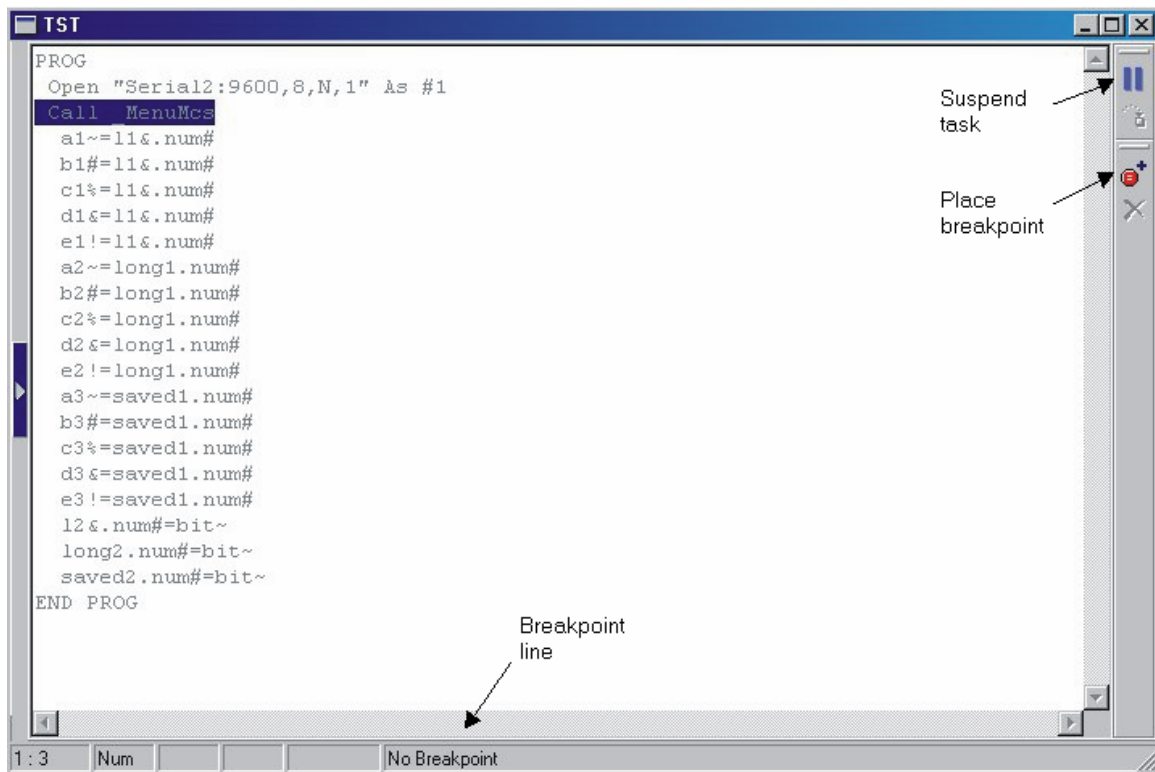 TST
PROG
Open "Serial2:9600,8,N,1" As #1
Call _MenuMcs
a1~=l1&.num#
b1#=l1&.num#
c1%=l1&.num#
d1&=l1&.num#
e1!=l1&.num#
a2~=long1.num#
b2#=long1.num#
c2%=long1.num#
d2&=long1.num#
e2!=long1.num#
a3~=saved1.num#
b3#=saved1.num#
c3%=saved1.num#
d3&=saved1.num#
e3!=saved1.num#
l2&.num#=bit~
long2.num#=bit~
saved2.num#=bit~
END PROG
Suspend
task
Place
breakpoint
Breakpoint
line
1 : 3 Num No Breakpoint